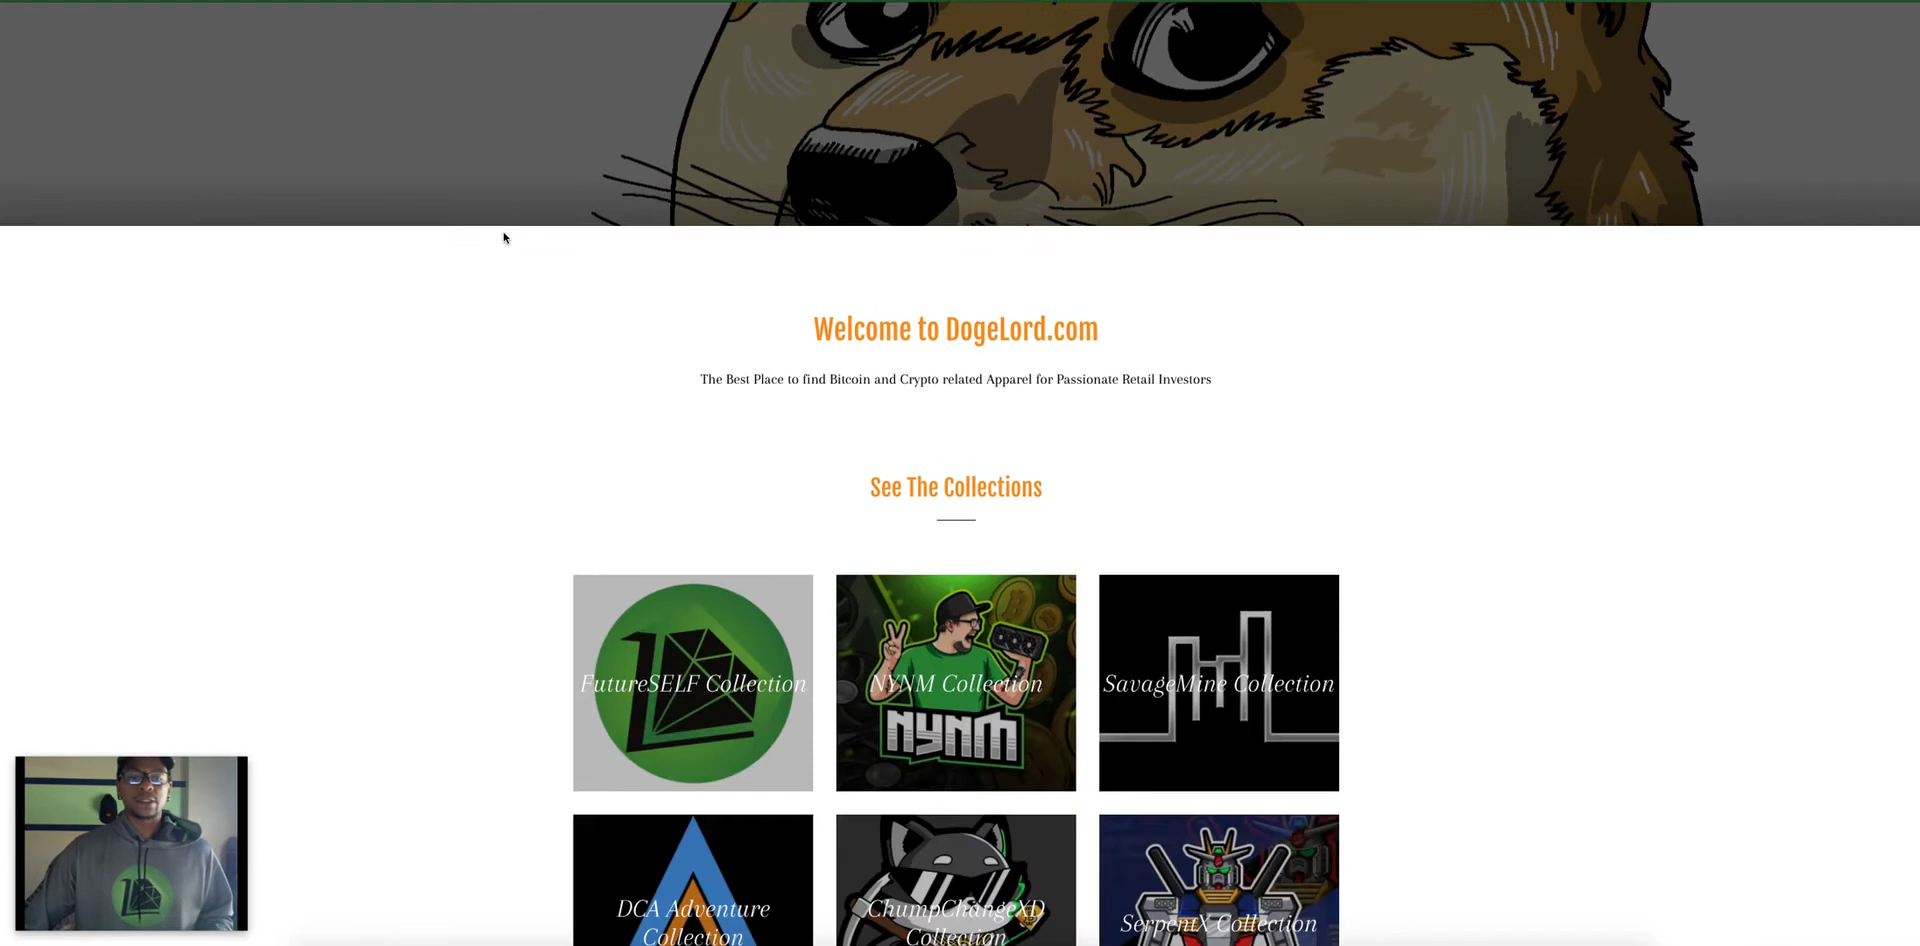 Welcome to DogeLord.com
The Best Place to find Bitcoin and Crypto related Apparel for Passionate Retail Investors
See The Collections
FutureSELF Collection
NYNM Collection
NYNM
SavageMine Collection
DCA Adventure
Collection
ChumpChangeXD
Collection
SerpentX Collection